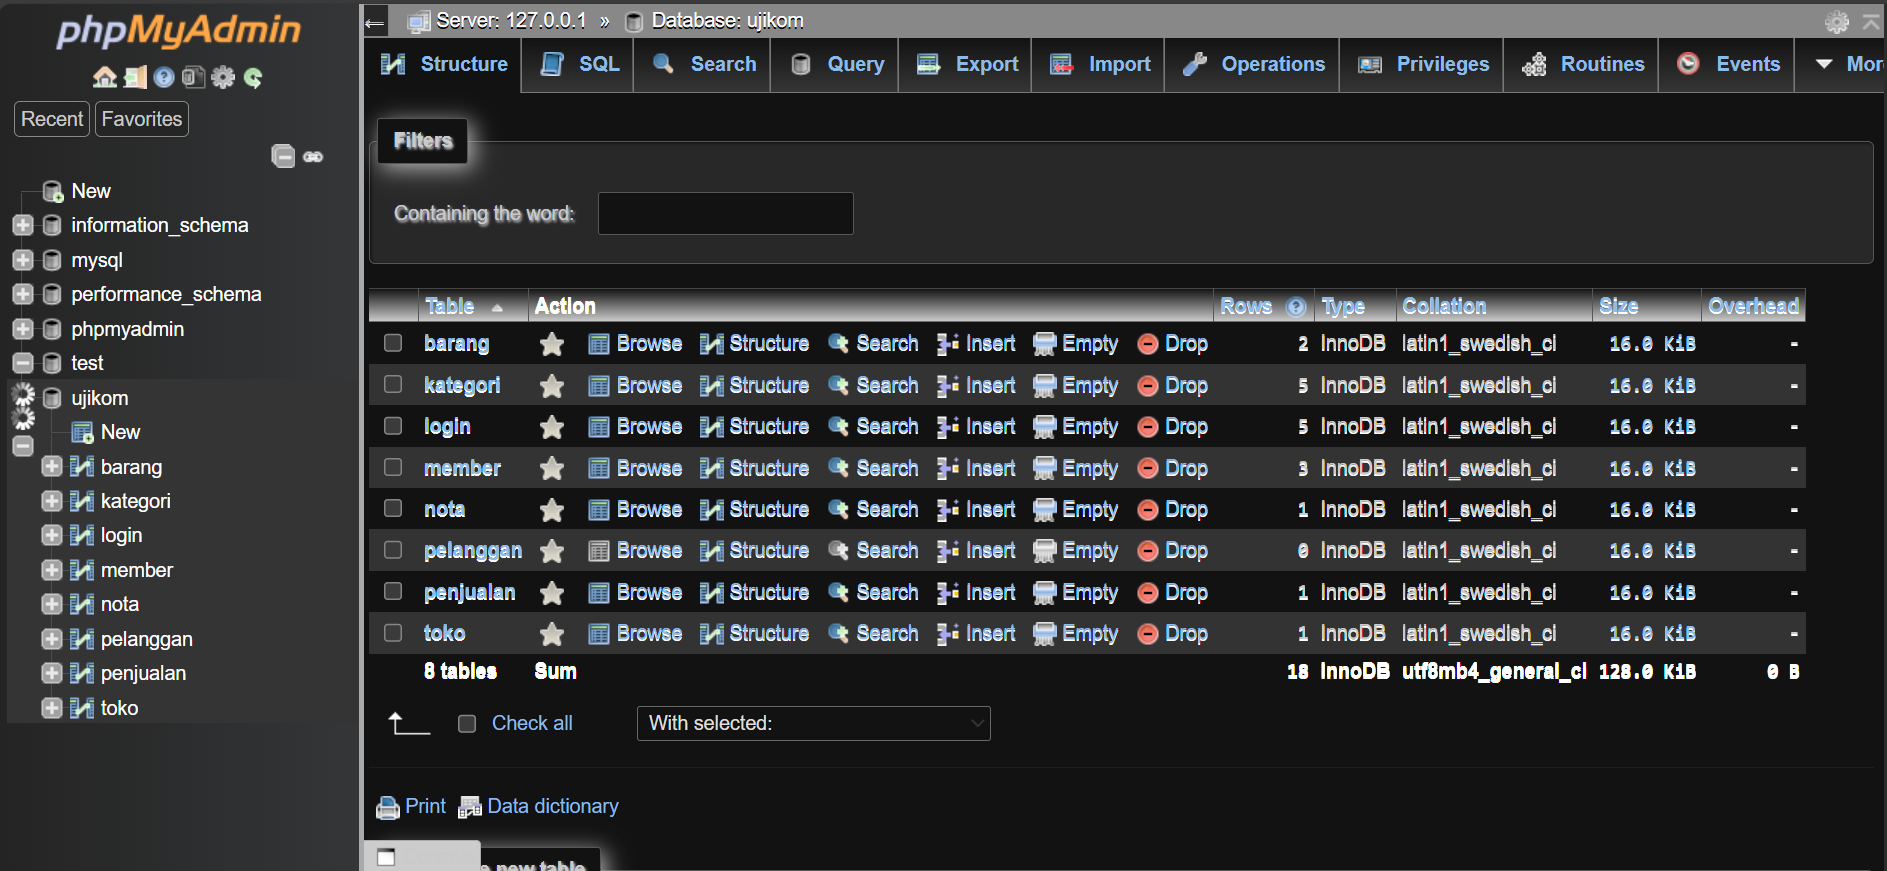 phpMyAdmin
Recent Favorites
New
information_schema
mysql
performance_schema
phpmyadmin
test
ujikom
New
barang
kategori
login
member
nota
pelanggan
penjualan
toko
Server: 127.0.0.1 » Database: ujikom
Structure SQL Search Query Export Import Operations Privileges Routines Events Mor
Filters
Containing the word:
Table Action Rows Type Collation Size Overhead
barang Browse Structure Search Insert Empty Drop 2 InnoDB latin1_swedish_ci 16.0 KiB -
kategori Browse Structure Search Insert Empty Drop 5 InnoDB latin1_swedish_ci 16.0 KiB -
login Browse Structure Search Insert Empty Drop 5 InnoDB latin1_swedish_ci 16.0 KiB -
member Browse Structure Search Insert Empty Drop 3 InnoDB latin1_swedish_ci 16.0 KiB -
nota Browse Structure Search Insert Empty Drop 1 InnoDB latin1_swedish_ci 16.0 KiB -
pelanggan Browse Structure Search Insert Empty Drop 0 InnoDB latin1_swedish_ci 16.0 KiB -
penjualan Browse Structure Search Insert Empty Drop 1 InnoDB latin1_swedish_ci 16.0 KiB -
toko Browse Structure Search Insert Empty Drop 1 InnoDB latin1_swedish_ci 16.0 KiB -
8 tables Sum 18 InnoDB utf8mb4_general_ci 128.0 KiB 0 B
Check all With selected:
Print Data dictionary
new table